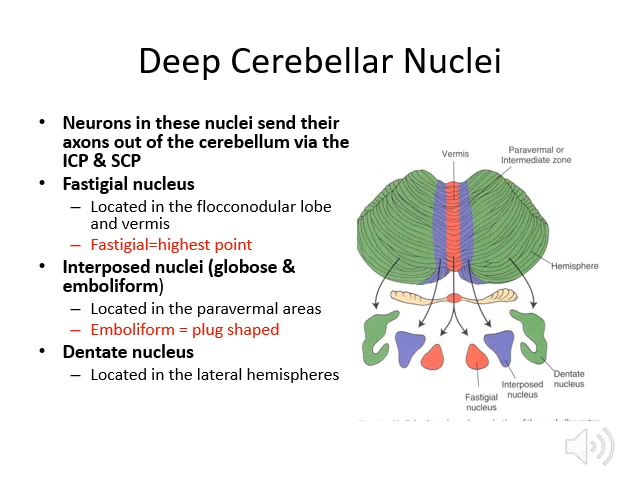 Deep Cerebellar Nuclei
• Neurons in these nuclei send their
axons out of the cerebellum via the
ICP & SCP
• Fastigial nucleus
– Located in the flocconodular lobe
and vermis
– Fastigial=highest point
• Interposed nuclei (globose &
emboliform)
– Located in the paravermal areas
– Emboliform = plug shaped
• Dentate nucleus
– Located in the lateral hemispheres
Vermis
Paravermal or
Intermediate zone
Hemisphere
Dentate
nucleus
Interposed
nucleus
Fastigial
nucleus